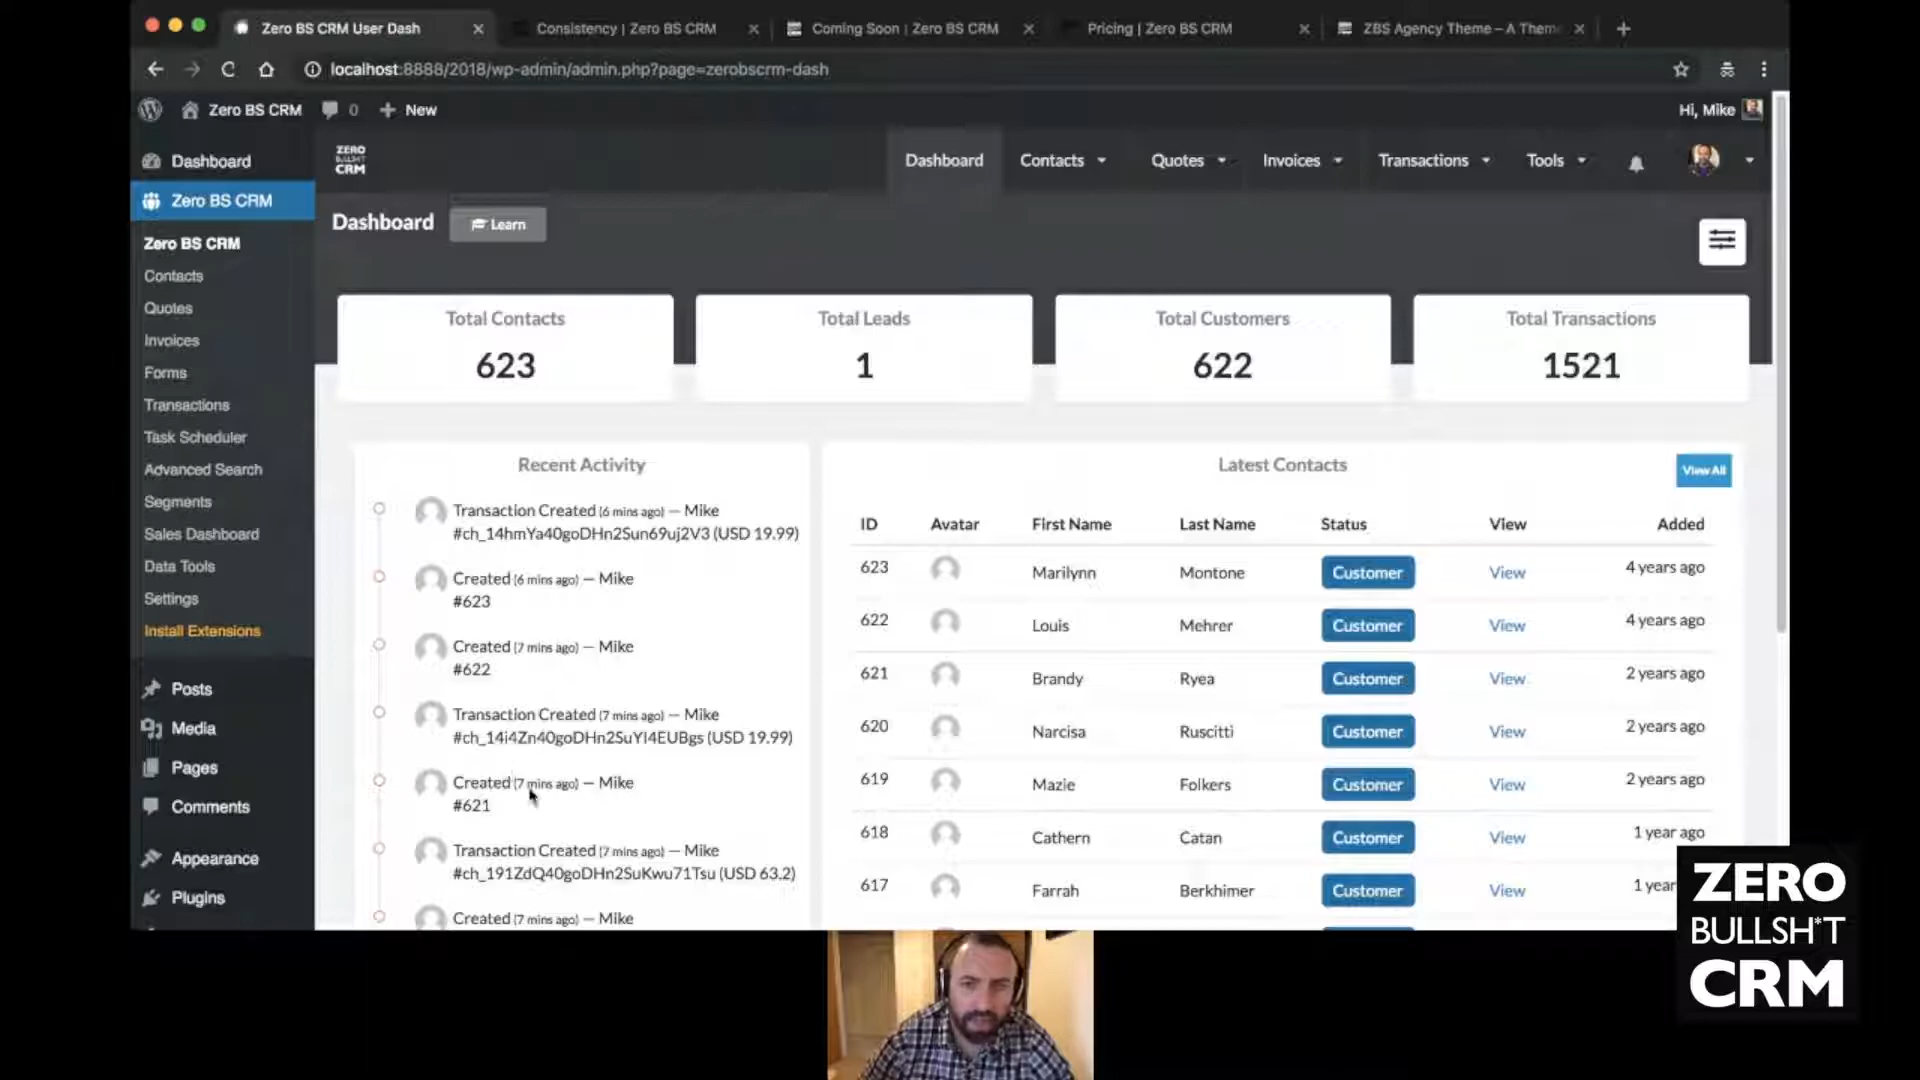 Zero BS CRM User Dash
Consistency | Zero BS CRM
Coming Soon | Zero BS CRM
Pricing | Zero BS CRM
ZBS Agency Theme – A Them
localhost:8888/2018/wp-admin/admin.php?page=zerobscrm-dash
Zero BS CRM 0 New
Hi, Mike
Dashboard
Zero BS CRM
Zero BS CRM
Contacts
Quotes
Invoices
Forms
Transactions
Task Scheduler
Advanced Search
Segments
Sales Dashboard
Data Tools
Settings
Install Extensions
Posts
Media
Pages
Comments
Appearance
Plugins
ZERO
BULLSH*T
CRM
Dashboard Contacts Quotes Invoices Transactions Tools
Dashboard Learn
Total Contacts
623
Total Leads
1
Total Customers
622
Total Transactions
1521
Recent Activity
Transaction Created (6 mins ago) — Mike
#ch_14hmYa40goDHn2Sun69uj2V3 (USD 19.99)
Created (6 mins ago) — Mike
#623
Created (7 mins ago) — Mike
#622
Transaction Created (7 mins ago) — Mike
#ch_14i4Zn40goDHn2SuYI4EUBgs (USD 19.99)
Created (7 mins ago) — Mike
#621
Transaction Created (7 mins ago) — Mike
#ch_191ZdQ40goDHn2SuKwu71Tsu (USD 63.2)
Created (7 mins ago) — Mike
Latest Contacts
View All
ID Avatar First Name Last Name Status View Added
623 Marilynn Montone Customer View 4 years ago
622 Louis Mehrer Customer View 4 years ago
621 Brandy Ryea Customer View 2 years ago
620 Narcisa Ruscitti Customer View 2 years ago
619 Mazie Folkers Customer View 2 years ago
618 Cathern Catan Customer View 1 year ago
617 Farrah Berkhimer Customer View 1 year
ZERO
BULLSH*T
CRM